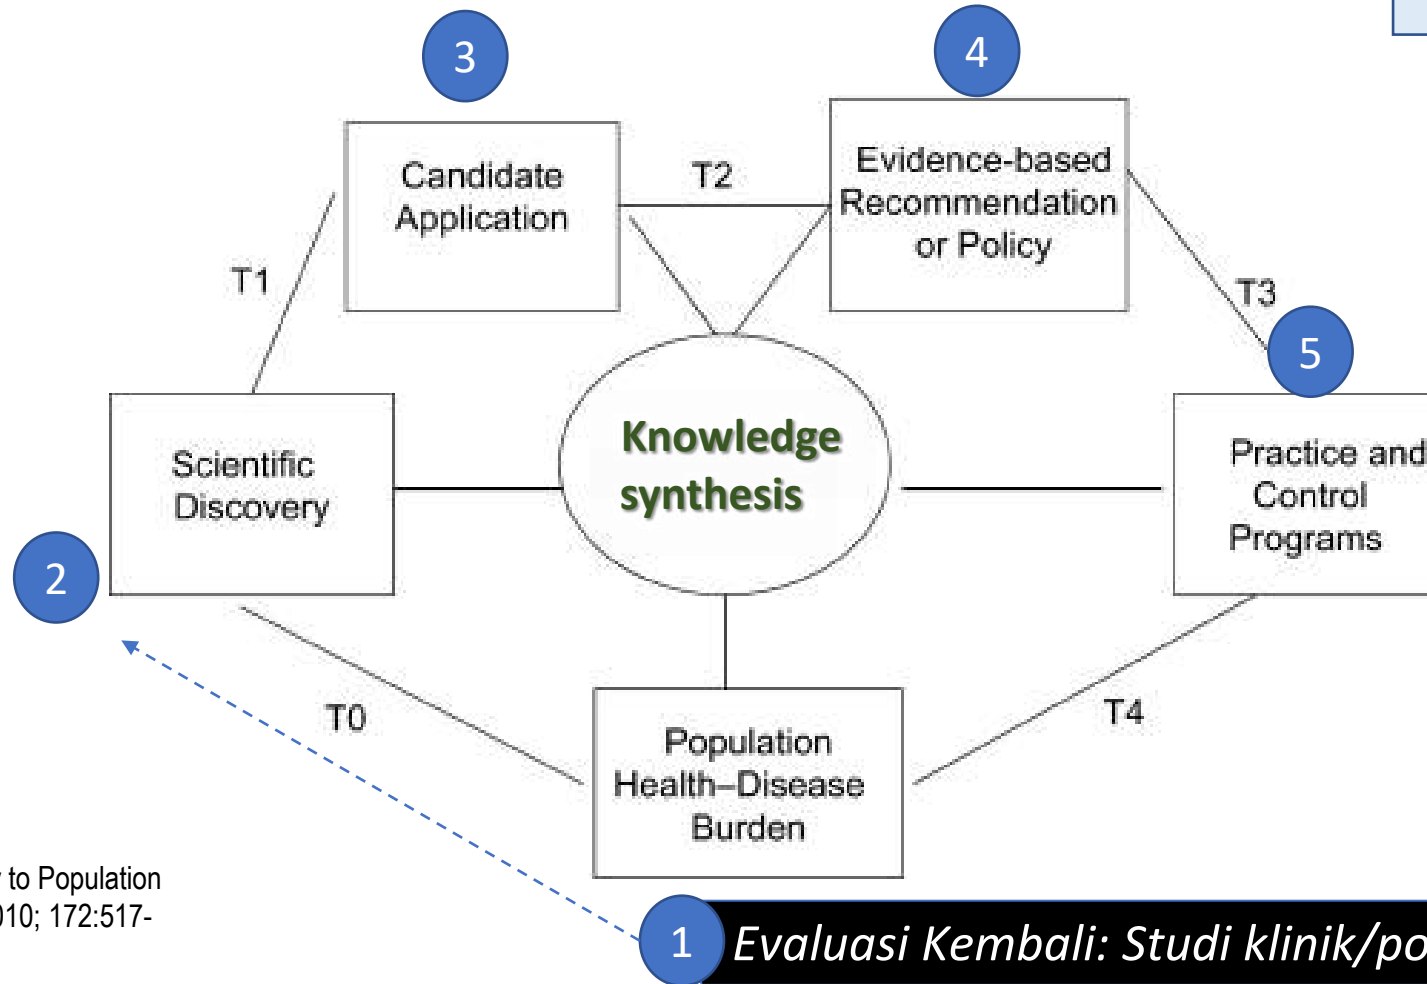 3
4
Candidate
Application
T2
Evidence-based
Recommendation
or Policy
T1
T3
5
Knowledge
synthesis
Scientific
Discovery
Practice and
Control
Programs
2
T0
T4
Population
Health–Disease
Burden
to Population
010; 172:517-
1
Evaluasi Kembali: Studi klinik/po